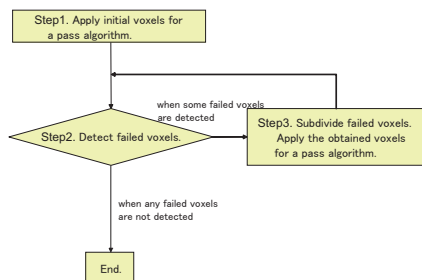 Step1. Apply initial voxels for
a pass algorithm.
when some failed voxels
are detected
Step2. Detect failed voxels.
Step3. Subdivide failed voxels.
Apply the obtained voxels
for a pass algorithm.
when any failed voxels
are not detected
End.